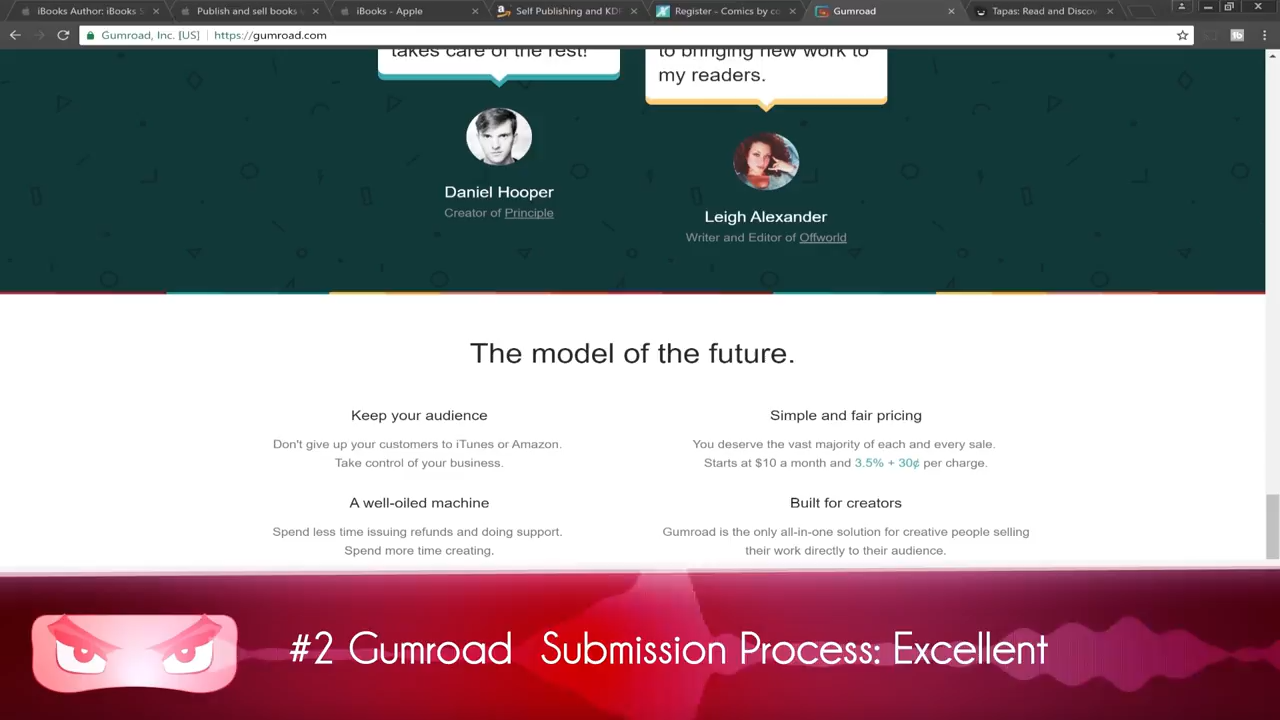 iBooks Author: iBooks S
Publish and sell books
iBooks - Apple
Self Publishing and KD
Register - Comics by co
Gumroad
Tapas: Read and Discov
Gumroad, Inc. [US]
https://gumroad.com
takes care of the rest!
to bringing new work to
my readers.
Daniel Hooper
Creator of Principle
Leigh Alexander
Writer and Editor of Offworld
The model of the future.
Keep your audience
Don't give up your customers to iTunes or Amazon.
Take control of your business.
Simple and fair pricing
You deserve the vast majority of each and every sale.
Starts at $10 a month and 3.5% + 30¢ per charge.
A well-oiled machine
Spend less time issuing refunds and doing support.
Spend more time creating.
Built for creators
Gumroad is the only all-in-one solution for creative people selling
their work directly to their audience.
#2 Gumroad Submission Process: Excellent